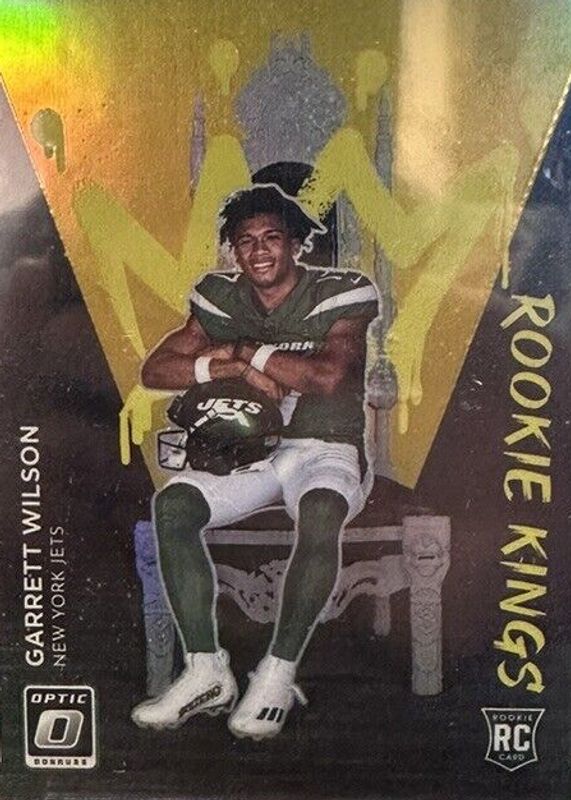 ROOKIE KINGS
JETS
GARRETT WILSON
NEW YORK JETS
OPTIC
DONRUSS
ROOKIE
RC
CARD